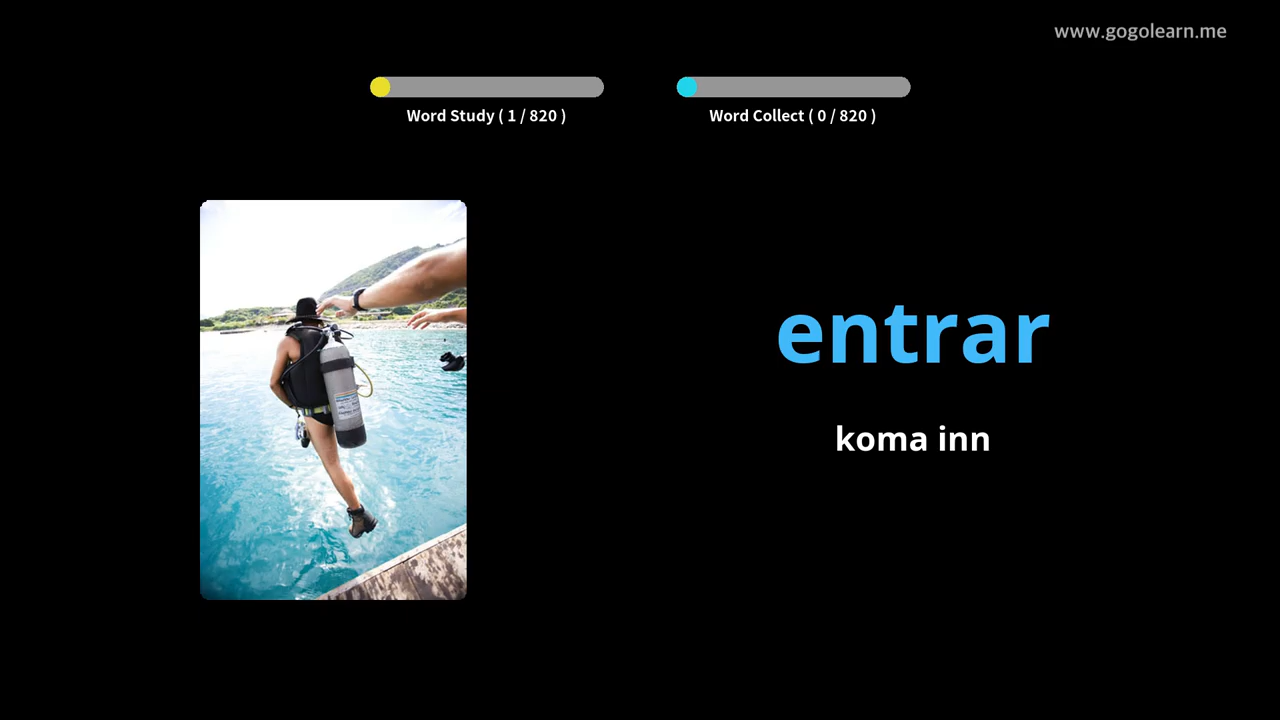 www.gogolearn.me
Word Study ( 1 / 820 )
Word Collect ( 0 / 820 )
entrar
koma inn